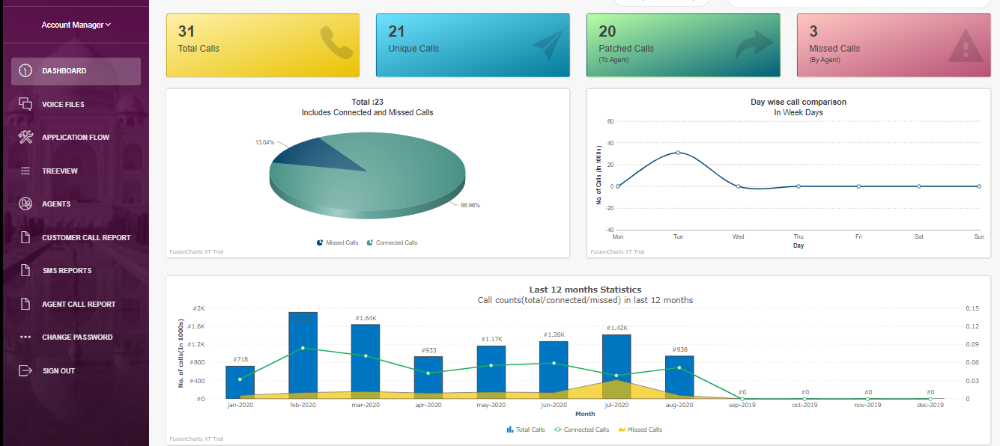 Account Manager
DASHBOARD
VOICE FILES
APPLICATION FLOW
TREEVIEW
AGENTS
CUSTOMER CALL REPORT
SMS REPORTS
AGENT CALL REPORT
CHANGE PASSWORD
SIGN OUT
31
Total Calls
21
Unique Calls
20
Patched Calls
(To Agent)
3
Missed Calls
(By Agent)
Total :23
Includes Connected and Missed Calls
13.04%
86.96%
Missed Calls Connected Calls
FusionCharts XT Trial
Day wise call comparison
In Week Days
No. of Calls (In 1000s)
60
40
20
0
-20
-40
Mon Tue Wed Thu Fri Sat Sun
Day
FusionCharts XT Trial
Last 12 months Statistics
Call counts(total/connected/missed) in last 12 months
No. of calls(In 1000s)
#2K
#1.6K
#1.2K
#800
#400
#0
0.15
0.12
0.09
0.06
0.03
0
#718 #1.64K #933 #1.17K #1.26K #1.42K #938 #0 #0 #0 #0
jan-2020 feb-2020 mar-2020 apr-2020 may-2020 jun-2020 jul-2020 aug-2020 sep-2019 oct-2019 nov-2019 dec-2019
Month
Total Calls Connected Calls Missed Calls
FusionCharts XT Trial